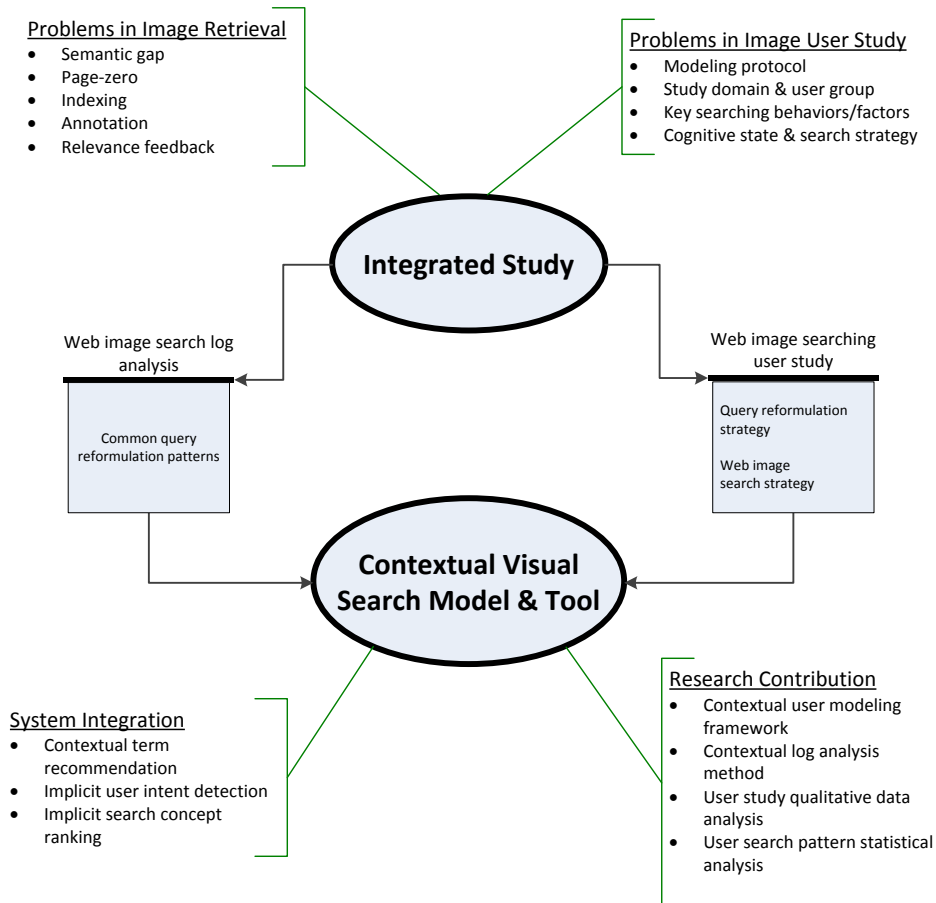 Problems in Image Retrieval
• Semantic gap
• Page-zero
• Indexing
• Annotation
• Relevance feedback
Problems in Image User Study
• Modeling protocol
• Study domain & user group
• Key searching behaviors/factors
• Cognitive state & search strategy
Integrated Study
Web image search log
analysis
Common query
reformulation patterns
Web image searching
user study
Query reformulation
strategy
Web image
search strategy
Contextual Visual
Search Model & Tool
System Integration
• Contextual term
recommendation
• Implicit user intent detection
• Implicit search concept
ranking
Research Contribution
• Contextual user modeling
framework
• Contextual log analysis
method
• User study qualitative data
analysis
• User search pattern statistical
analysis